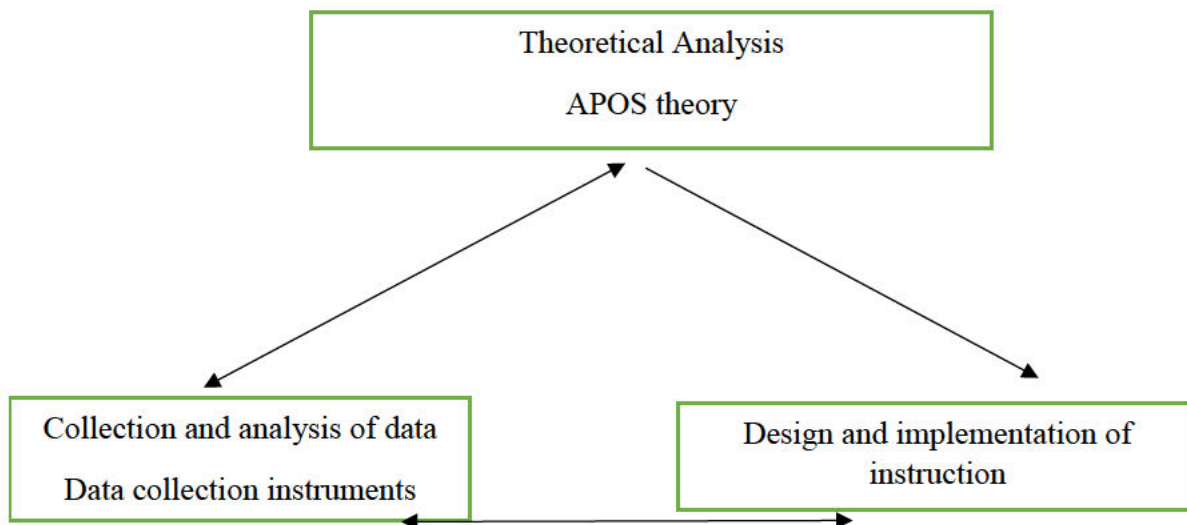 Theoretical Analysis
APOS theory
Collection and analysis of data
Data collection instruments
Design and implementation of
instruction